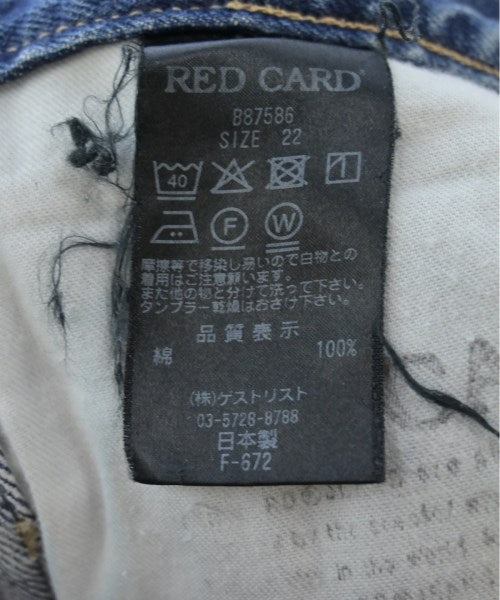 RED CARD
887586
SIZE 22
40
F
W
摩擦等で移染し易いので白物との
着用はご注意願います。
また他の物と分けて洗って下さい。
タンブラー乾燥はおさけ下さい。
品質表示
綿 100%
(株)ゲストリスト
03-5728-8788
日本製
F-672